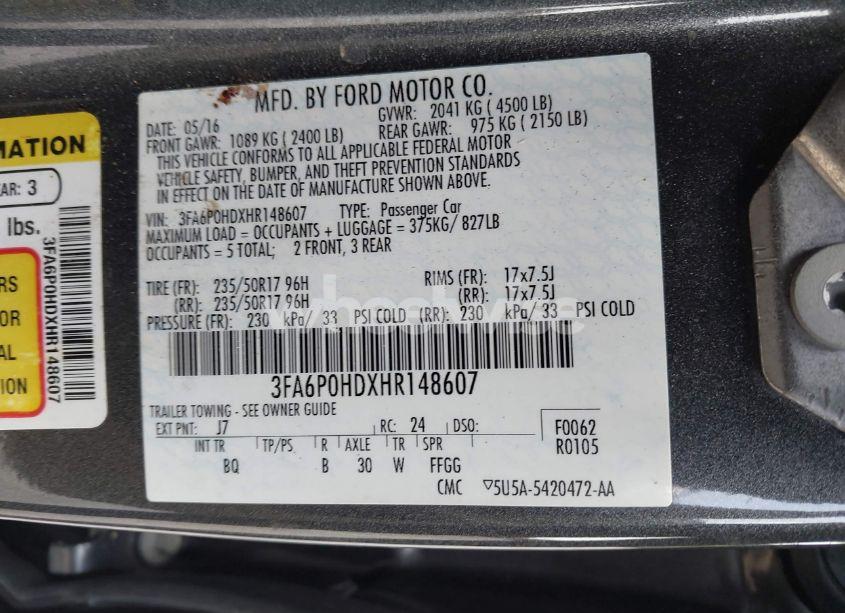 MFD. BY FORD MOTOR CO.
DATE: 05/16 GVWR: 2041 KG ( 4500 LB)
FRONT GAWR: 1089 KG ( 2400 LB) REAR GAWR: 975 KG ( 2150 LB)
THIS VEHICLE CONFORMS TO ALL APPLICABLE FEDERAL MOTOR
VEHICLE SAFETY, BUMPER, AND THEFT PREVENTION STANDARDS
IN EFFECT ON THE DATE OF MANUFACTURE SHOWN ABOVE.
VIN: 3FA6P0HDXHR148607 TYPE: Passenger Car
MAXIMUM LOAD = OCCUPANTS + LUGGAGE = 375KG/ 827LB
OCCUPANTS = 5 TOTAL; 2 FRONT, 3 REAR
TIRE (FR): 235/50R17 96H RIMS (FR): 17x7.5J
(RR): 235/50R17 96H (RR): 17x7.5J
PRESSURE (FR): 230 kPa/ 33 PSI COLD (RR): 230 kPa/ 33 PSI COLD
3FA6P0HDXHR148607
TRAILER TOWING - SEE OWNER GUIDE
EXT PNT: J7 RC: 24 DSO: F0062
R0105
INT TR TP/PS R AXLE TR SPR
BQ B 30 W FFGG
CMC ▽5U5A-5420472-AA
MATION
AR: 3
lbs.
RS
OR
AL
TION
3FA6P0HDXHR148607